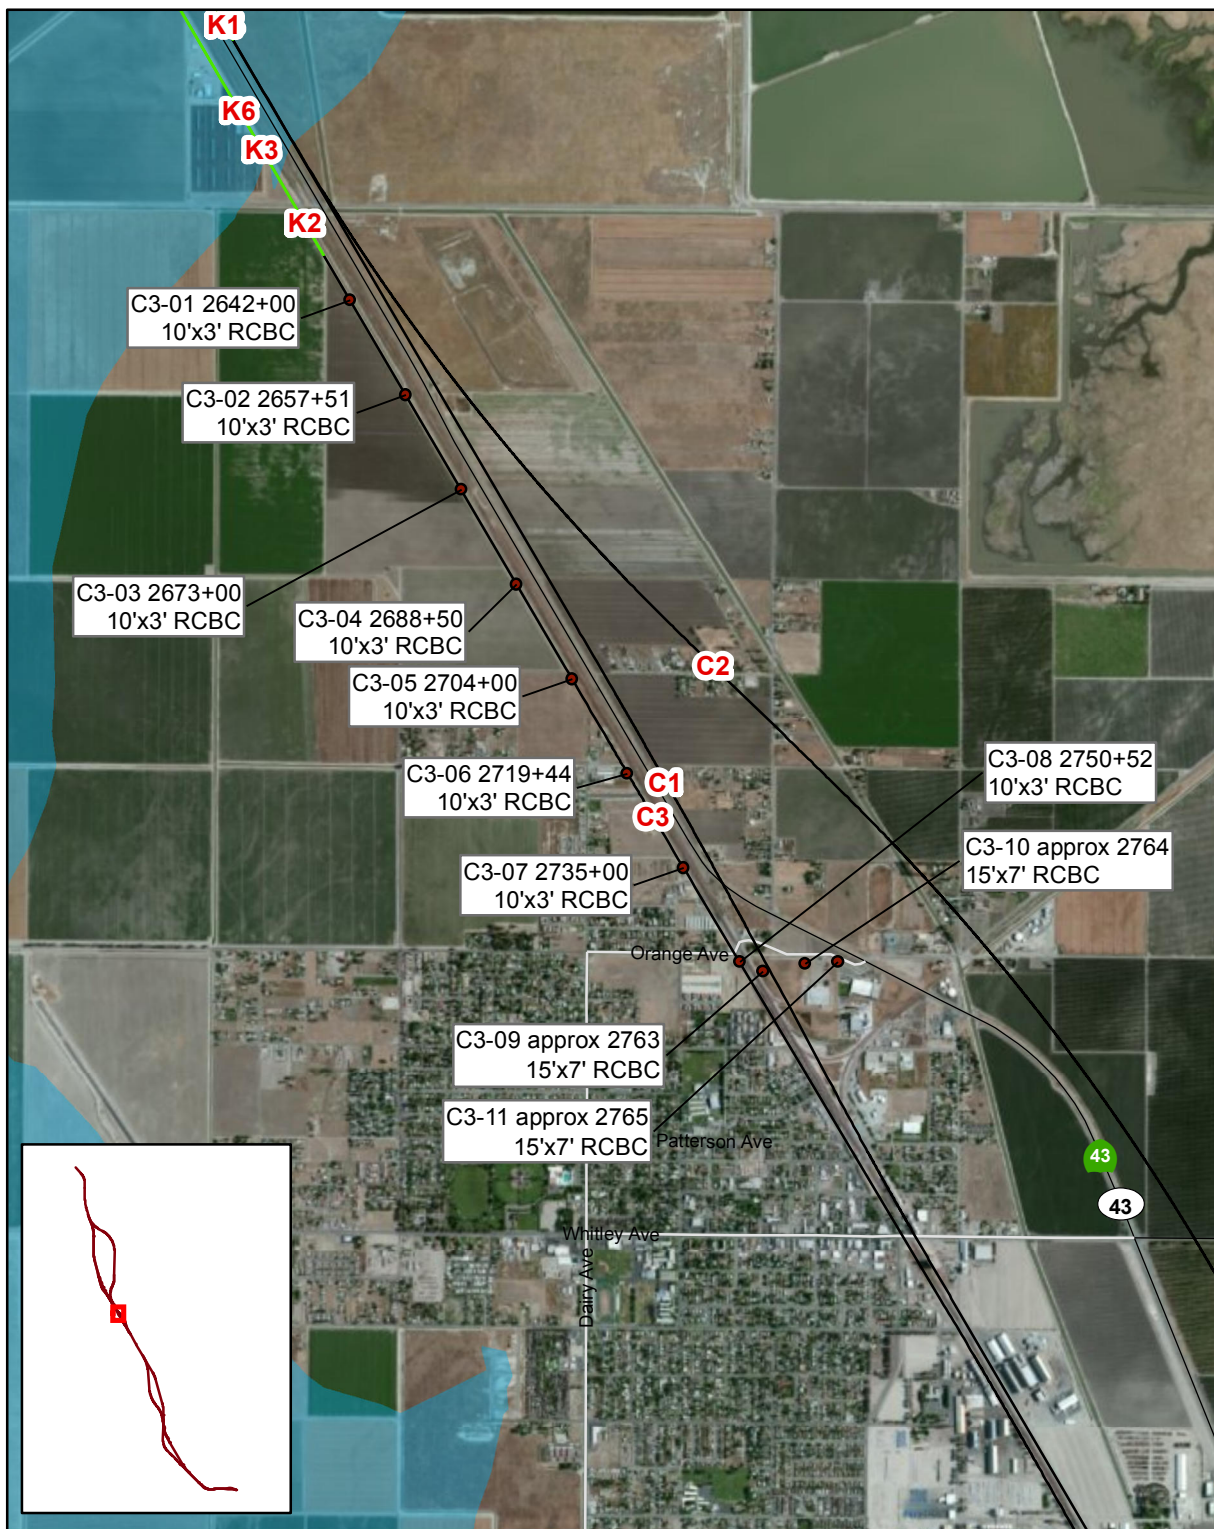 K1
K6
K3
K2
C3-01 2642+00
10'x3' RCBC
C3-02 2657+51
10'x3' RCBC
C3-03 2673+00
10'x3' RCBC
C3-04 2688+50
10'x3' RCBC
C2
C3-05 2704+00
10'x3' RCBC
C3-06 2719+44
10'x3' RCBC
C1
C3
C3-08 2750+52
10'x3' RCBC
C3-07 2735+00
10'x3' RCBC
C3-10 approx 2764
15'x7' RCBC
Orange Ave
C3-09 approx 2763
15'x7' RCBC
C3-11 approx 2765
15'x7' RCBC
Patterson Ave
43
43
Whitley Ave
Dairy Ave